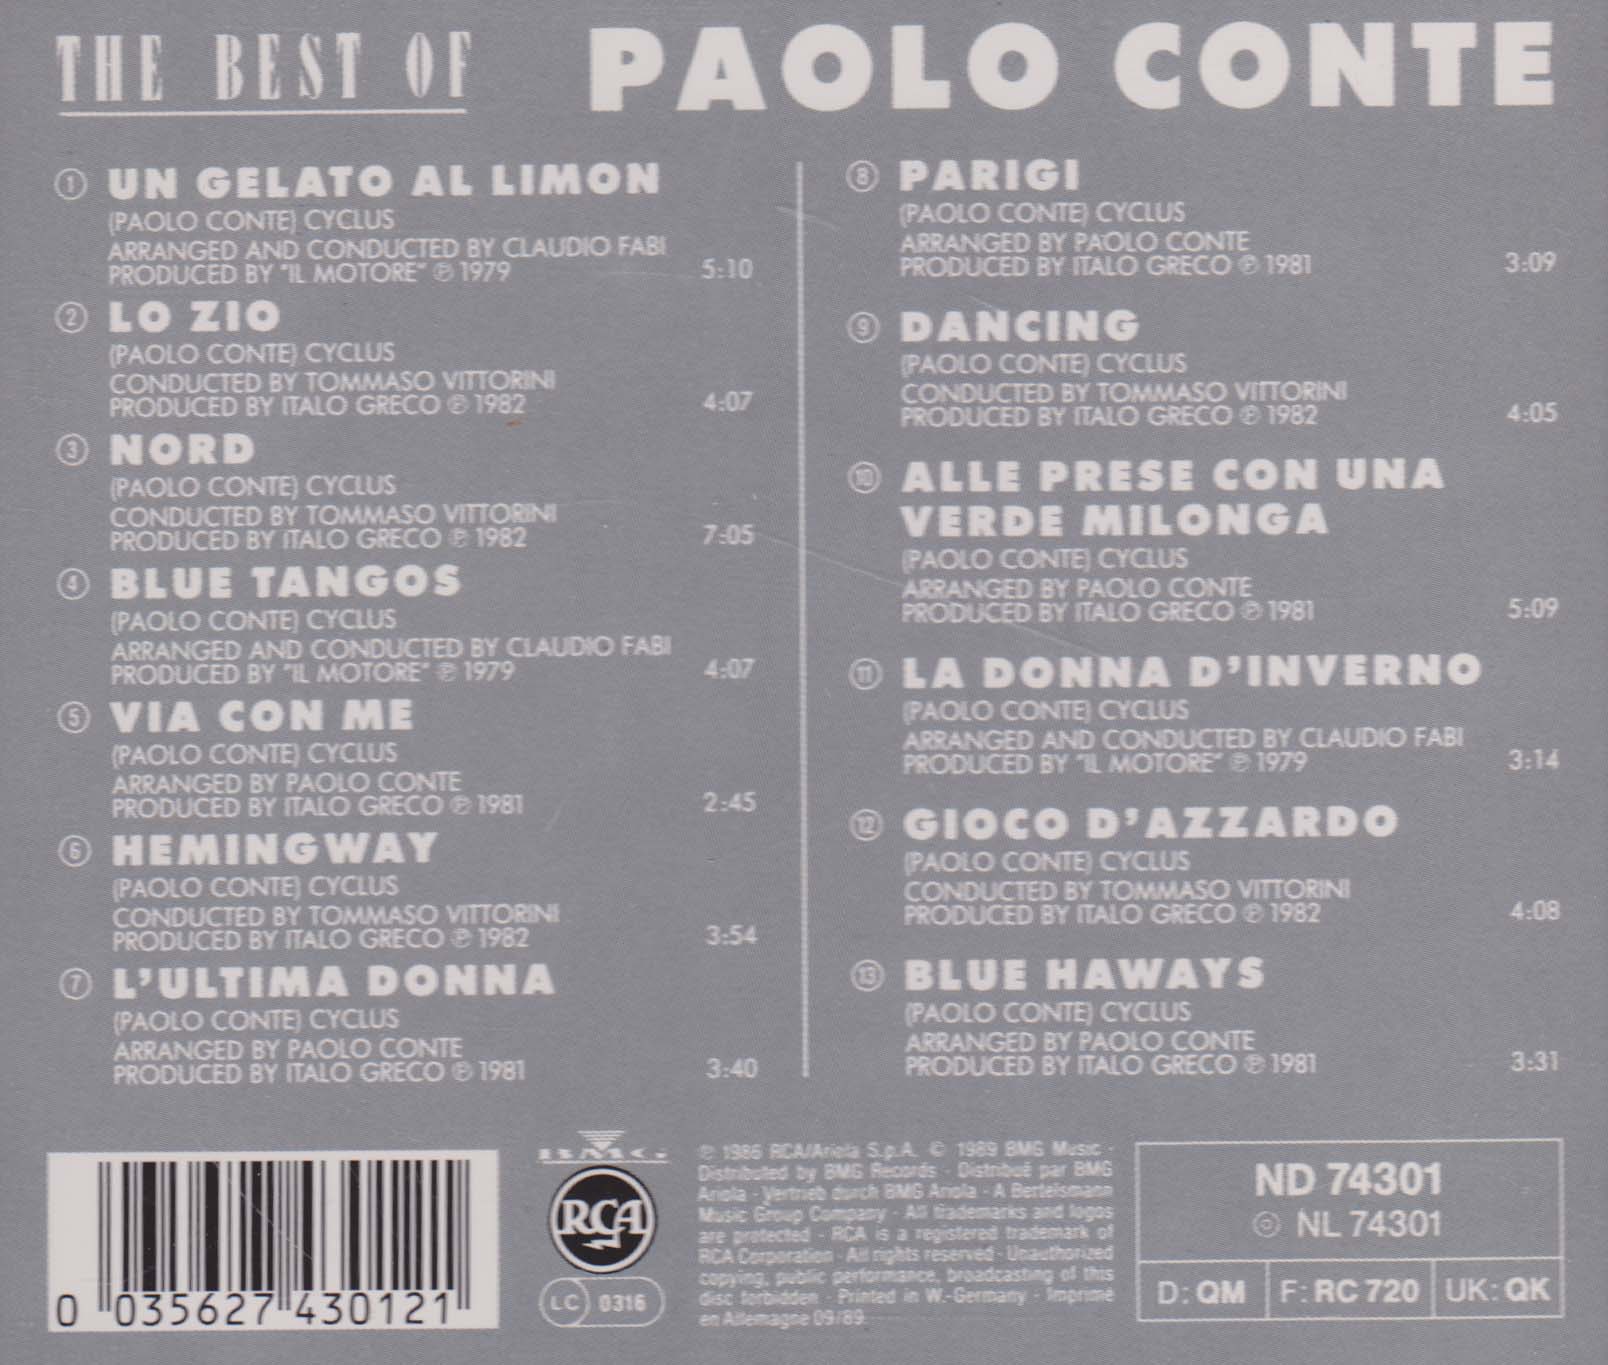 THE BEST OF PAOLO CONTE
1 UN GELATO AL LIMON
(PAOLO CONTE) CYCLUS
ARRANGED AND CONDUCTED BY CLAUDIO FABI
PRODUCED BY "IL MOTORE" ℗ 1979 5:10
2 LO ZIO
(PAOLO CONTE) CYCLUS
CONDUCTED BY TOMMASO VITTORINI
PRODUCED BY ITALO GRECO ℗ 1982 4:07
3 NORD
(PAOLO CONTE) CYCLUS
CONDUCTED BY TOMMASO VITTORINI
PRODUCED BY ITALO GRECO ℗ 1982 7:05
4 BLUE TANGOS
(PAOLO CONTE) CYCLUS
ARRANGED AND CONDUCTED BY CLAUDIO FABI
PRODUCED BY "IL MOTORE" ℗ 1979 4:07
5 VIA CON ME
(PAOLO CONTE) CYCLUS
ARRANGED BY PAOLO CONTE
PRODUCED BY ITALO GRECO ℗ 1981 2:45
6 HEMINGWAY
(PAOLO CONTE) CYCLUS
CONDUCTED BY TOMMASO VITTORINI
PRODUCED BY ITALO GRECO ℗ 1982 3:54
7 L'ULTIMA DONNA
(PAOLO CONTE) CYCLUS
ARRANGED BY PAOLO CONTE
PRODUCED BY ITALO GRECO ℗ 1981 3:40
8 PARIGI
(PAOLO CONTE) CYCLUS
ARRANGED BY PAOLO CONTE
PRODUCED BY ITALO GRECO ℗ 1981 3:09
9 DANCING
(PAOLO CONTE) CYCLUS
CONDUCTED BY TOMMASO VITTORINI
PRODUCED BY ITALO GRECO ℗ 1982 4:05
10 ALLE PRESE CON UNA
VERDE MILONGA
(PAOLO CONTE) CYCLUS
ARRANGED BY PAOLO CONTE
PRODUCED BY ITALO GRECO ℗ 1981 5:09
11 LA DONNA D'INVERNO
(PAOLO CONTE) CYCLUS
ARRANGED AND CONDUCTED BY CLAUDIO FABI
PRODUCED BY "IL MOTORE" ℗ 1979 3:14
12 GIOCO D'AZZARDO
(PAOLO CONTE) CYCLUS
CONDUCTED BY TOMMASO VITTORINI
PRODUCED BY ITALO GRECO ℗ 1982 4:08
13 BLUE HAWAYS
(PAOLO CONTE) CYCLUS
ARRANGED BY PAOLO CONTE
PRODUCED BY ITALO GRECO ℗ 1981 3:31
0 035627 430121
BMG
RCA
LC 0316
℗ 1986 RCA/Ariola S.p.A. © 1989 BMG Music ·
Distributed by BMG Records · Distribué par BMG
Ariola · Vertrieb durch BMG Ariola · A Bertelsmann
Music Group Company · All trademarks and logos
are protected · RCA is a registered trademark of
RCA Corporation · All rights reserved · Unauthorized
copying, public performance, broadcasting of this
disc forbidden · Printed in W.-Germany · Imprimé
en Allemagne 09/89
ND 74301
NL 74301
D: QM F: RC 720 UK: QK